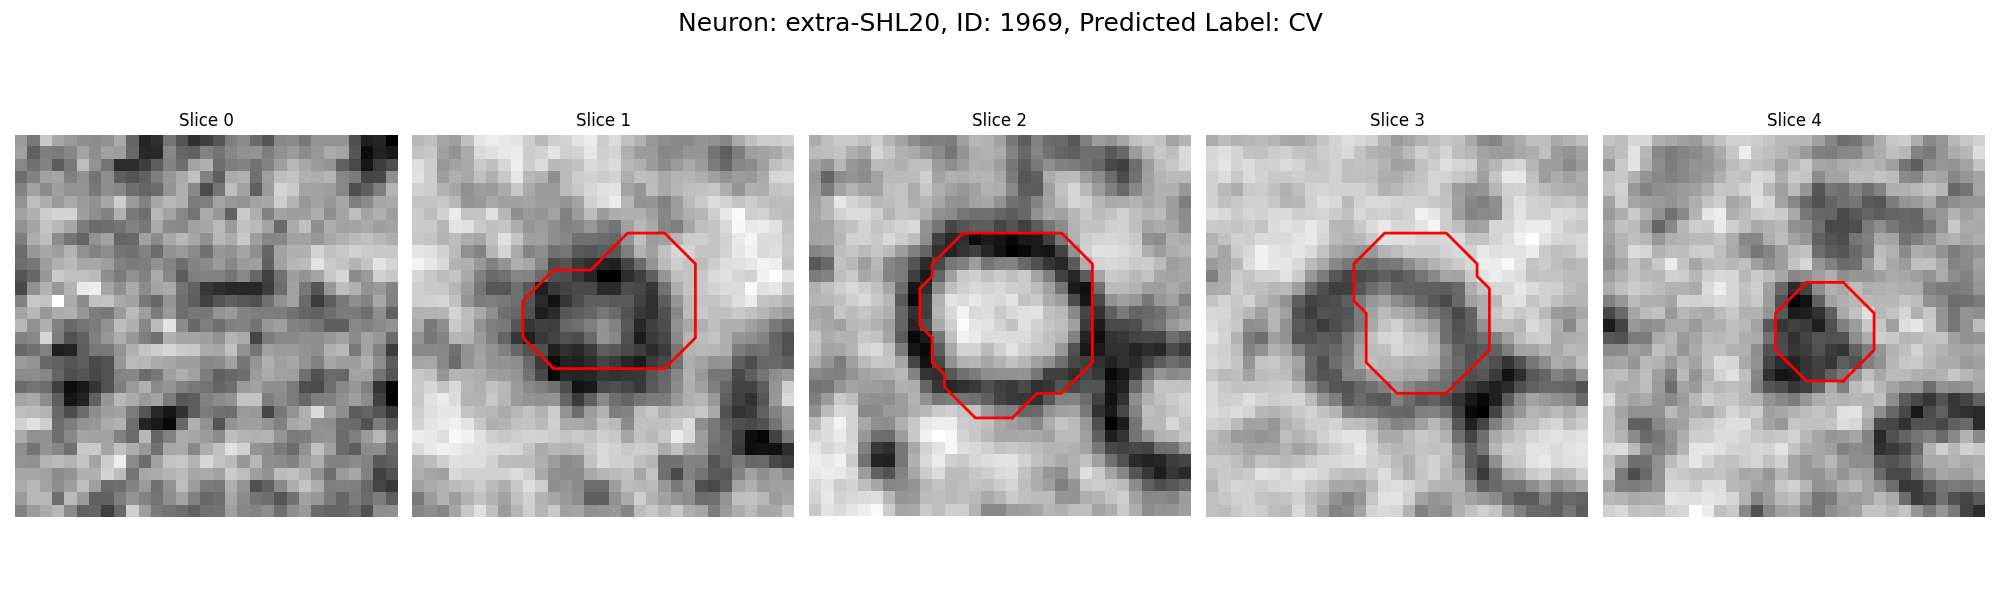 Neuron: extra-SHL20, ID: 1969, Predicted Label: CV
Slice 0
Slice 1
Slice 2
Slice 3
Slice 4